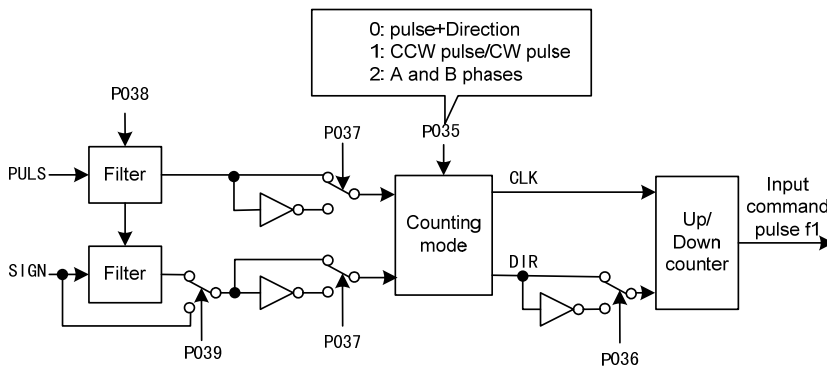 0: pulse+Direction
1: CCW pulse/CW pulse
2: A and B phases
P038
P037
P035
PULS
Filter
CLK
Input
command
pulse f1
Counting
mode
Up/
Down
counter
SIGN
Filter
DIR
P039
P037
P036